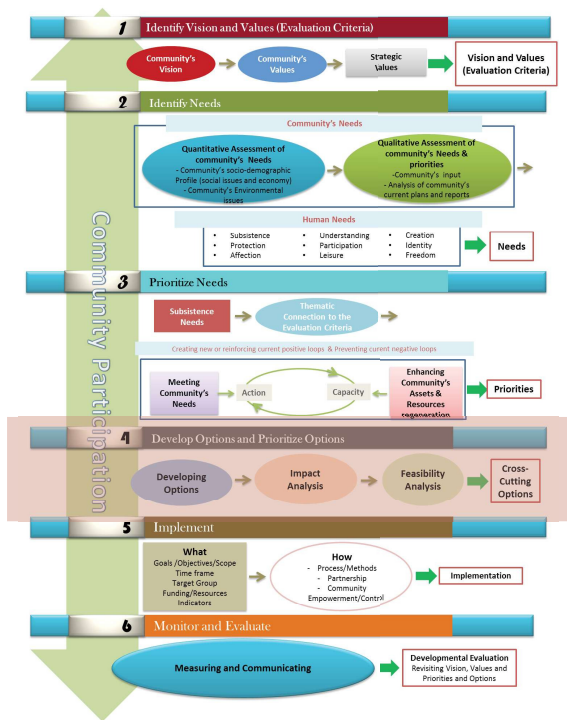 1 Identify Vision and Values (Evaluation Criteria)
Community's
Vision
Community's
Values
Strategic
Values
Vision and Values
(Evaluation Criteria)
2 Identify Needs
Community's Needs
Quantitative Assessment of
community's Needs
- Community's socio-demographic
Profile (social issues and economy)
- Community's Environmental
issues
Qualitative Assessment of
community's Needs &
priorities
-Community's input
- Analysis of community's
current plans and reports
Human Needs
• Subsistence
• Protection
• Affection
• Understanding
• Participation
• Leisure
• Creation
• Identity
• Freedom
Needs
3 Prioritize Needs
Subsistence
Needs
Thematic
Connection to the
Evaluation Criteria
Creating new or reinforcing current positive loops & Preventing curent negative loops
Meeting
Community's
Needs
Action
Capacity
Enhancing
Community's
Assets &
Resources
regeneration
Priorities
4 Develop Options and Prioritize Options
Developing
Options
Impact
Analysis
Feasibility
Analysis
Cross-
Cutting
Options
5 Implement
What
Goals /Objectives/Scope
Time frame
Target Group
Funding/Resources
Indicators
How
- Process/Methods
- Partnership
- Community
Empowerment/Control
Implementation
6 Monitor and Evaluate
Measuring and Communicating
Developmental Evaluation
Revisiting Vision, Values and
Priorities and Options
Community Participation